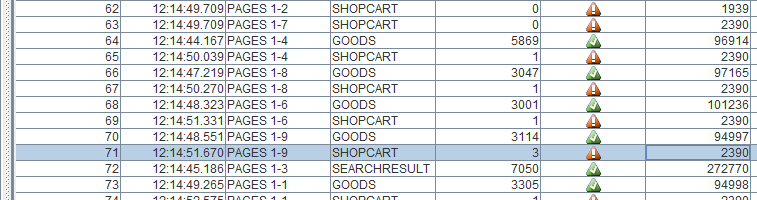 62 12:14:49.709 PAGES 1-2 SHOPCART 0 1939
63 12:14:49.709 PAGES 1-7 SHOPCART 0 2390
64 12:14:44.167 PAGES 1-4 GOODS 5869 96914
65 12:14:50.039 PAGES 1-4 SHOPCART 1 2390
66 12:14:47.219 PAGES 1-8 GOODS 3047 97165
67 12:14:50.270 PAGES 1-8 SHOPCART 1 2390
68 12:14:48.323 PAGES 1-6 GOODS 3001 101236
69 12:14:51.331 PAGES 1-6 SHOPCART 1 2390
70 12:14:48.551 PAGES 1-9 GOODS 3114 94997
71 12:14:51.670 PAGES 1-9 SHOPCART 3 2390
72 12:14:45.186 PAGES 1-3 SEARCHRESULT 7050 272770
73 12:14:49.265 PAGES 1-1 GOODS 3305 94998
74 12:14:52.575 PAGES 1-1 SHOPCART 1 2390